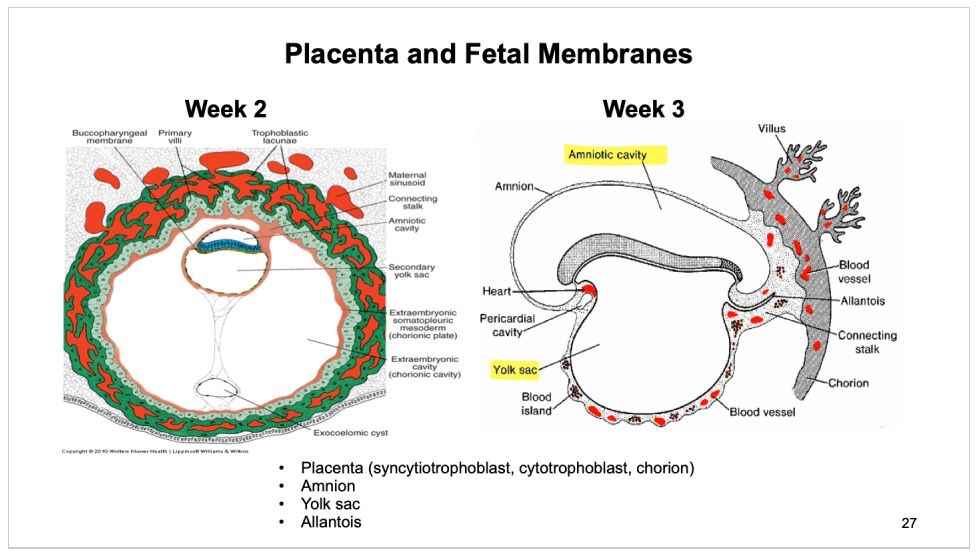 Placenta and Fetal Membranes
Week 2
Week 3
Buccopharyngeal
membrane
Primary
villi
Trophoblastic
lacunae
Maternal
sinusoid
Connecting
stalk
Amniotic
cavity
Secondary
yolk sac
Extraembryonic
somatopleuric
mesoderm
(chorionic plate)
Extraembryonic
cavity
(chorionic cavity)
Exocoelomic cyst
Copyright © 2010 Wolters Kluwer Health | Lippincott Williams & Wilkins
Villus
Amniotic cavity
Amnion
Heart
Pericardial
cavity
Yolk sac
Blood
island
Blood vessel
Blood
vessel
Allantois
Connecting
stalk
Chorion
• Placenta (syncytiotrophoblast, cytotrophoblast, chorion)
• Amnion
• Yolk sac
• Allantois
27